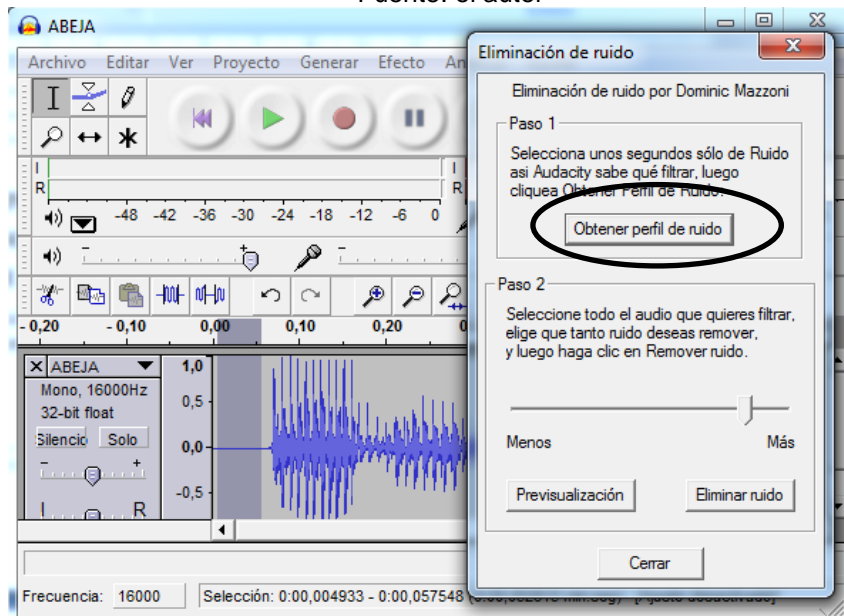 Fuente: el autor
ABEJA
Archivo Editar Ver Proyecto Generar Efecto
I
R
I
R
-48 -42 -36 -30 -24 -18 -12 -6 0
- 0,20 - 0,10 0,00 0,10 0,20
ABEJA
Mono, 16000Hz
32-bit float
Silencio Solo
- +
I R
1,0
0,5
0,0
-0,5
Frecuencia: 16000 Selección: 0:00,004933 - 0:00,057548
Eliminación de ruido
Eliminación de ruido por Dominic Mazzoni
Paso 1
Selecciona unos segundos sólo de Ruido
asi Audacity sabe qué filtrar, luego
cliquea Obtener Perfil de Ruido.
Obtener perfil de ruido
Paso 2
Seleccione todo el audio que quieres filtrar,
elige que tanto ruido deseas remover,
y luego haga clic en Remover ruido.
Menos Más
Previsualización Eliminar ruido
Cerrar